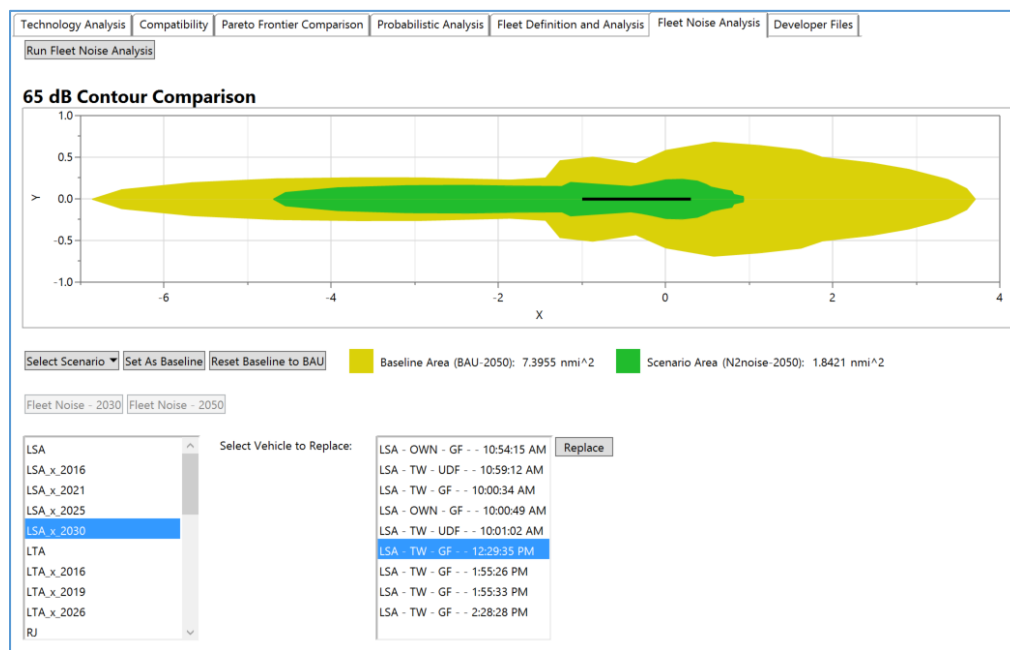 Technology Analysis Compatibility Pareto Frontier Comparison Probabilistic Analysis Fleet Definition and Analysis Fleet Noise Analysis Developer Files
Run Fleet Noise Analysis
65 dB Contour Comparison
1.0
0.5
0.0
-0.5
-1.0
Y
-6 -4 -2 0 2 4
X
Select Scenario Set As Baseline Reset Baseline to BAU Baseline Area (BAU-2050): 7.3955 nmi^2 Scenario Area (N2noise-2050): 1.8421 nmi^2
Fleet Noise - 2030 Fleet Noise - 2050
Select Vehicle to Replace:
LSA
LSA_x_2016
LSA_x_2021
LSA_x_2025
LSA_x_2030
LTA
LTA_x_2016
LTA_x_2019
LTA_x_2026
RJ
LSA - OWN - GF - - 10:54:15 AM
LSA - TW - UDF - - 10:59:12 AM
LSA - TW - GF - - 10:00:34 AM
LSA - OWN - GF - - 10:00:49 AM
LSA - TW - UDF - - 10:01:02 AM
LSA - TW - GF - - 12:29:35 PM
LSA - TW - GF - - 1:55:26 PM
LSA - TW - GF - - 1:55:33 PM
LSA - TW - GF - - 2:28:28 PM
Replace